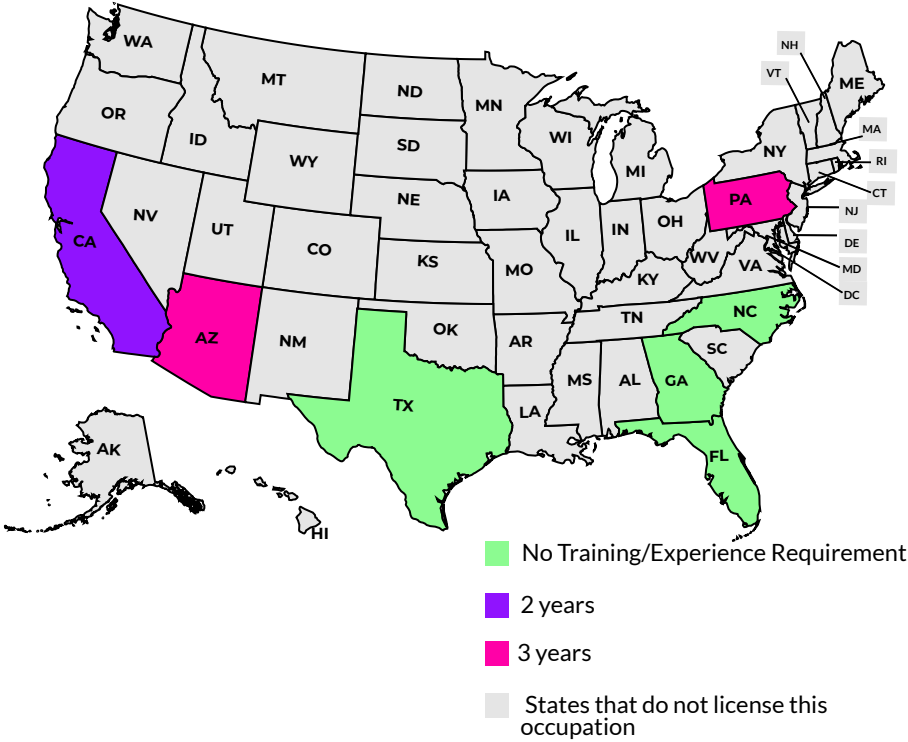 WA
OR
CA
NV
ID
MT
WY
UT
CO
AZ
NM
ND
SD
NE
KS
OK
TX
MN
IA
MO
AR
LA
WI
IL
MI
IN
OH
KY
TN
MS
AL
GA
FL
SC
NC
VA
WV
PA
NY
ME
NH
VT
MA
RI
CT
NJ
DE
MD
DC
AK
HI
No Training/Experience Requirement
2 years
3 years
States that do not license this
occupation